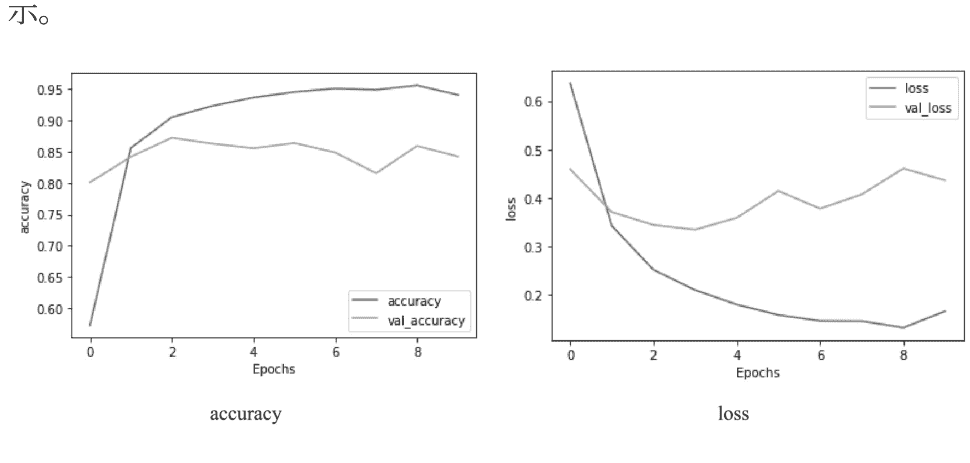 示。
0.95
0.90
0.85
0.80
0.75
0.70
0.65
0.60
accuracy
accuracy
val_accuracy
0 2 4 6 8
Epochs
accuracy
0.6
0.5
0.4
0.3
0.2
loss
loss
val_loss
0 2 4 6 8
Epochs
loss